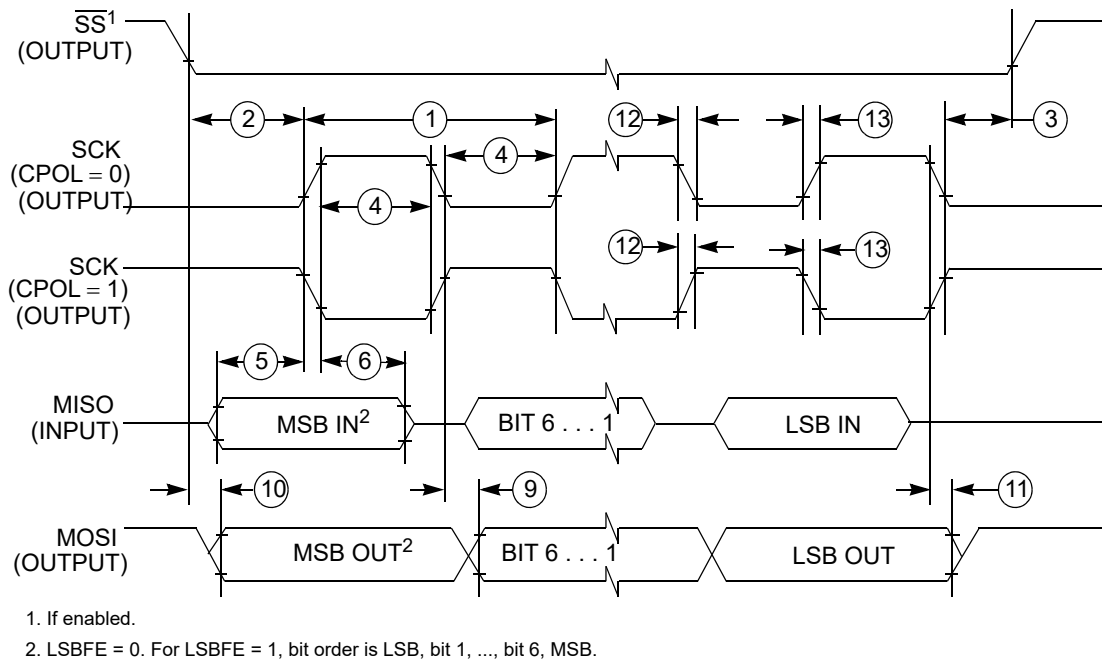 SS¹
(OUTPUT)
2
1
12
13
3
SCK
(CPOL = 0)
(OUTPUT)
4
4
SCK
(CPOL = 1)
(OUTPUT)
12
13
5
6
MISO
(INPUT)
MSB IN²
BIT 6 . . . 1
LSB IN
10
9
11
MOSI
(OUTPUT)
MSB OUT²
BIT 6 . . . 1
LSB OUT
1. If enabled.
2. LSBFE = 0. For LSBFE = 1, bit order is LSB, bit 1, ..., bit 6, MSB.